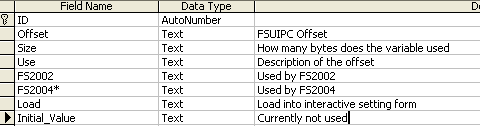 Field Name Data Type De
ID AutoNumber
Offset Text FSUIPC Offset
Size Text How many bytes does the variable used
Use Text Description of the offset
FS2002 Text Used by FS2002
FS2004* Text Used by FS2004
Load Text Load into interactive setting form
Initial_Value Text Currently not used